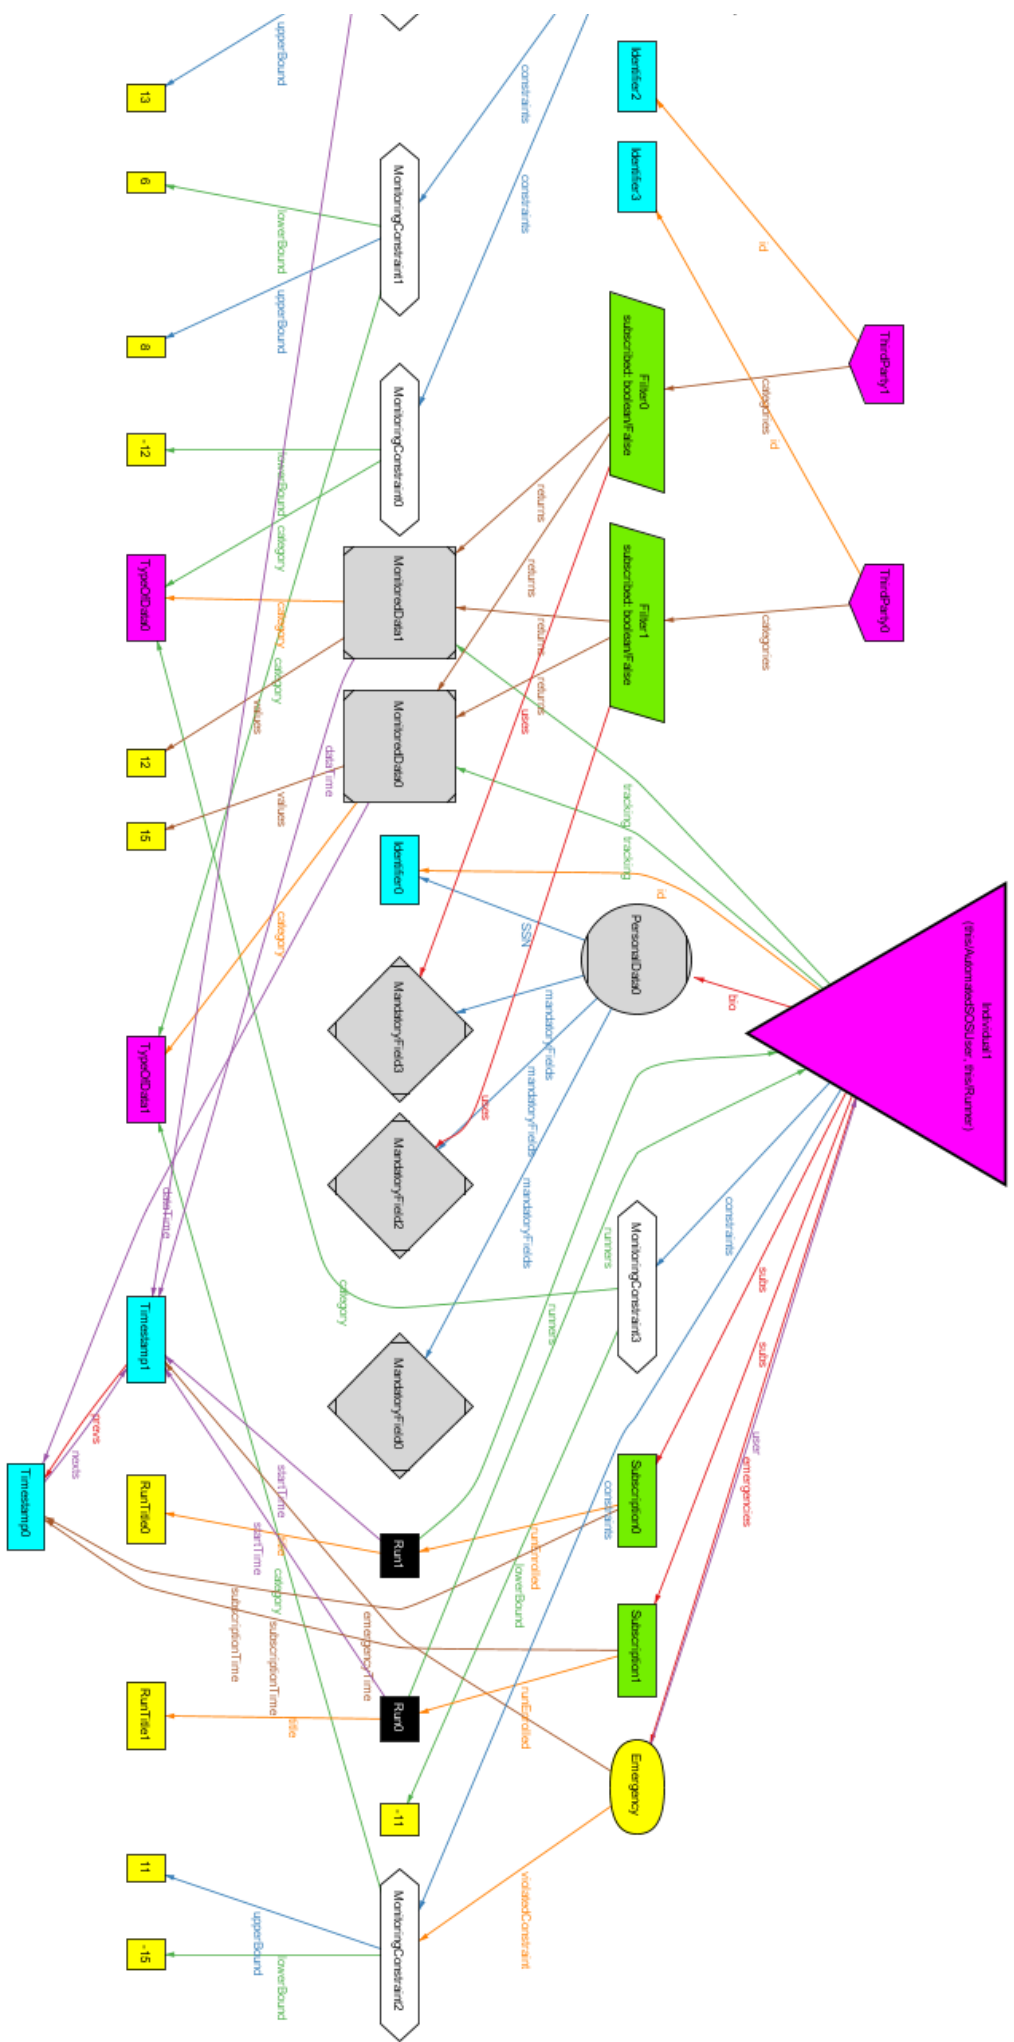 Individual1
(this/AutomatedSOSUser, this/Runner)
ThirdParty1
ThirdParty0
id
categories
id
categories
tracking
tracking
id
bio
constraints
subs
subs
user
emergencies
Identifier2
Identifier3
Filter0
subscribed: boolean/False
Filter1
subscribed: boolean/False
PersonalData0
MonitoringConstraint3
Subscription0
Subscription1
Emergency
constraints
constraints
returns
returns
returns
returns
uses
SSN
mandatoryFields
mandatoryFields
mandatoryFields
uses
runners
runners
constraints
lowerBound
runEnrolled
runEnrolled
violatedConstraint
MonitoringConstraint1
MonitoringConstraint0
MonitoredData1
MonitoredData0
Identifier0
MandatoryField3
MandatoryField2
MandatoryField0
Run1
Run0
-11
MonitoringConstraint2
upperBound
lowerBound
upperBound
lowerBound
category
category
category
values
dateTime
values
category
category
dateTime
startTime
startTime
title
category
emergencyTime
subscriptionTime
subscriptionTime
title
upperBound
lowerBound
13
6
8
-12
TypeOfData0
12
15
TypeOfData1
Timestamp1
RunTitle0
RunTitle1
11
-15
prevs
nexts
Timestamp0